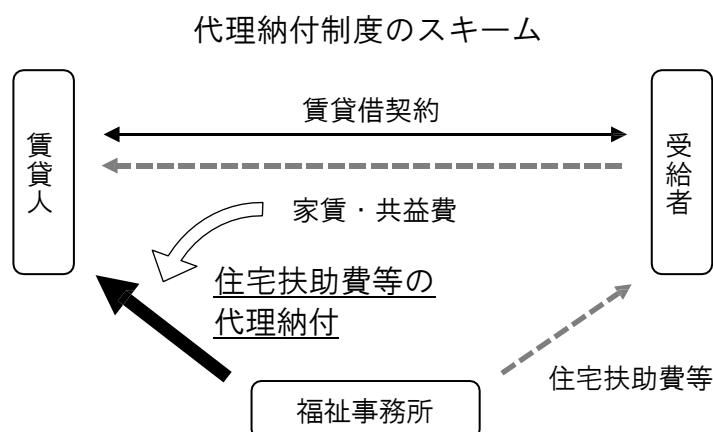 代理納付制度のスキーム
賃貸人
賃貸借契約
受給者
家賃・共益費
住宅扶助費等の
代理納付
住宅扶助費等
福祉事務所